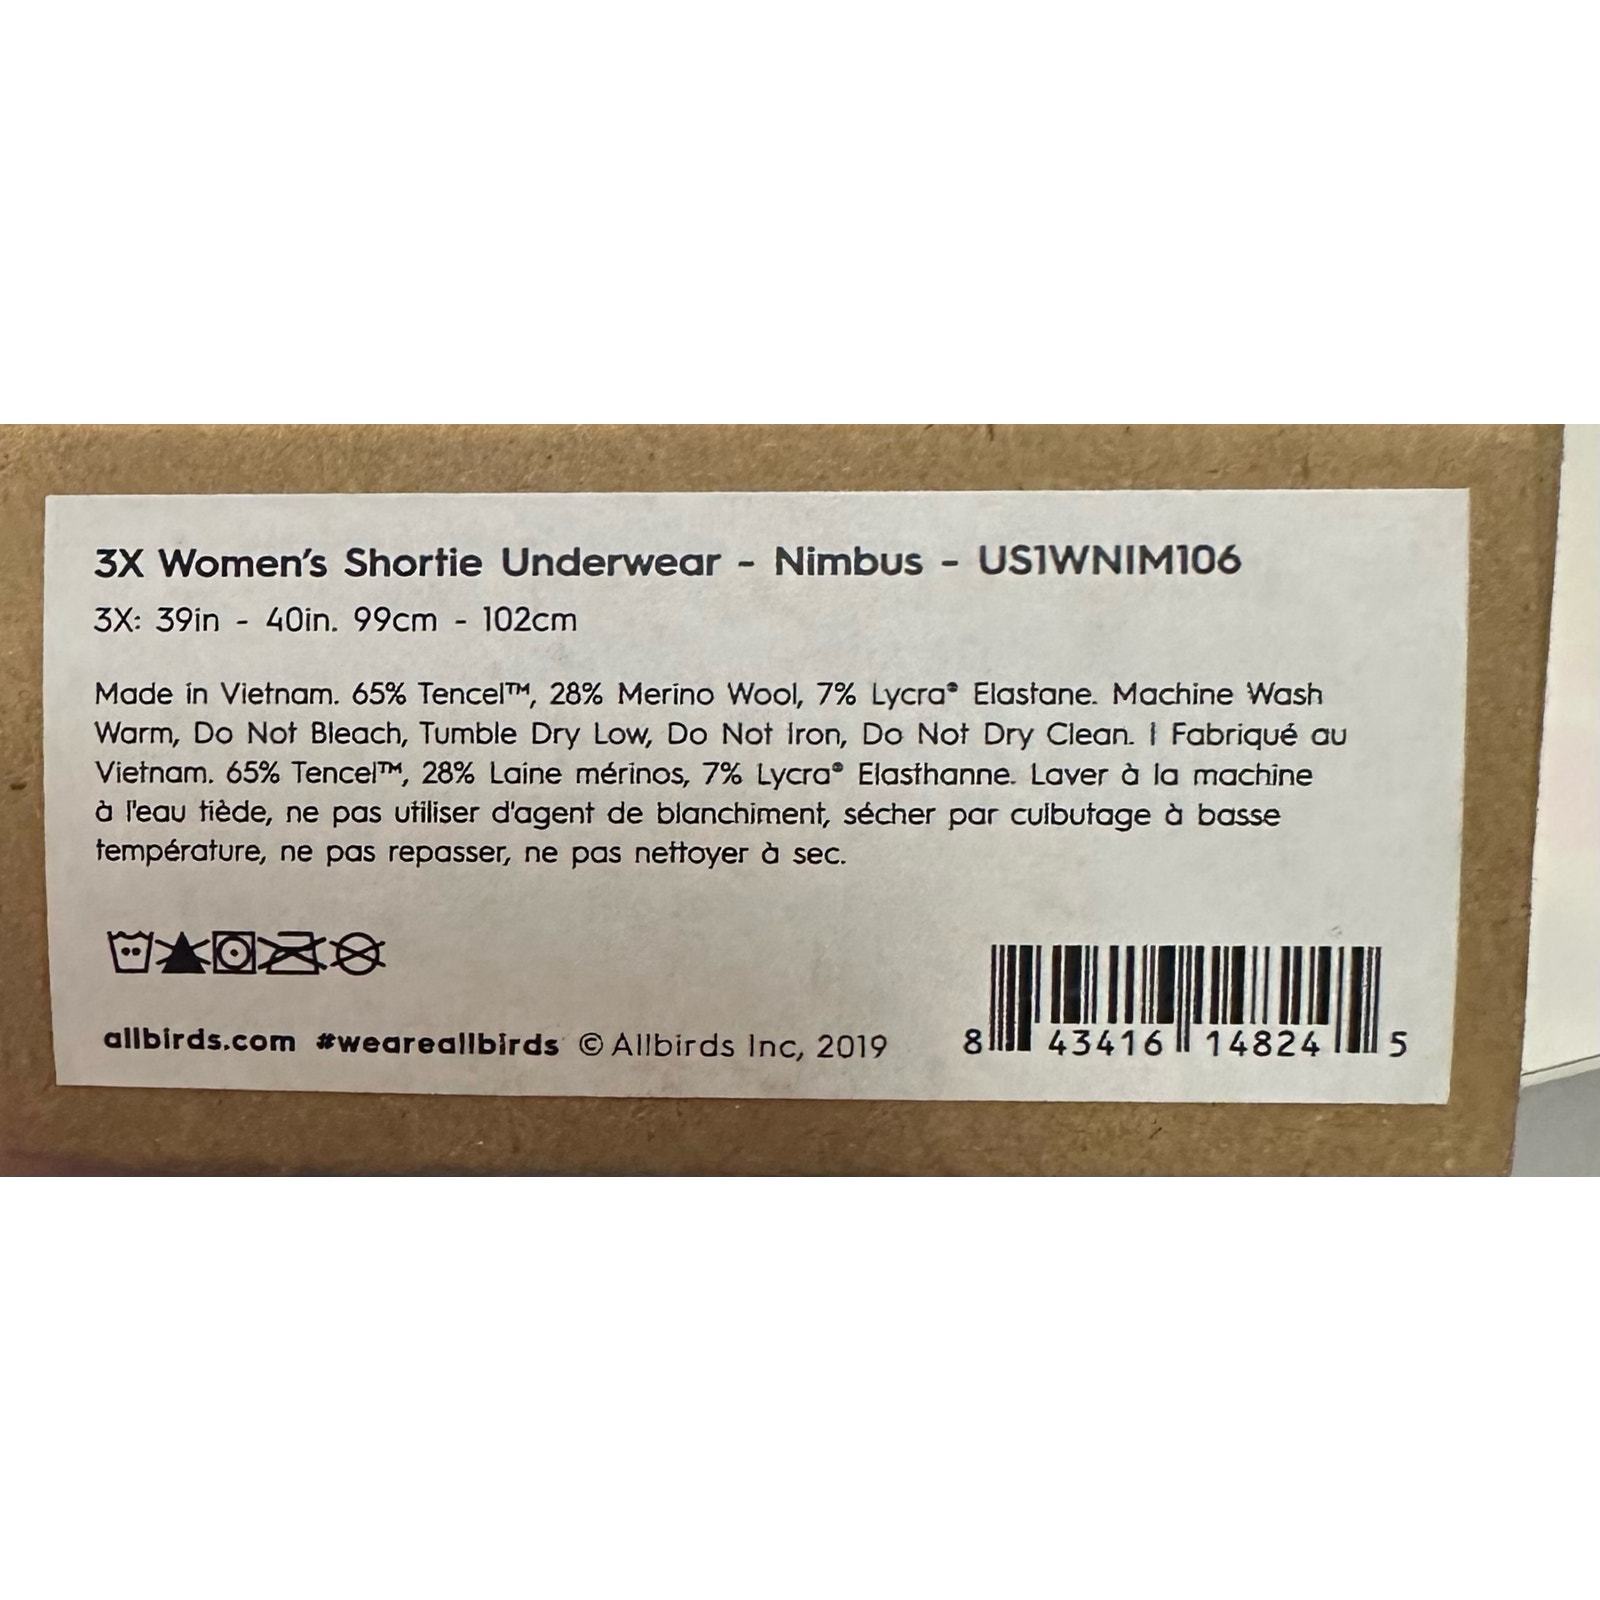 3X Women's Shortie Underwear - Nimbus - US1WNIM106
3X: 39in - 40in. 99cm - 102cm
Made in Vietnam. 65% Tencel™, 28% Merino Wool, 7% Lycra® Elastane. Machine Wash
Warm, Do Not Bleach, Tumble Dry Low, Do Not Iron, Do Not Dry Clean. | Fabriqué au
Vietnam. 65% Tencel™, 28% Laine mérinos, 7% Lycra® Elasthanne. Laver à la machine
à l'eau tiède, ne pas utiliser d'agent de blanchiment, sécher par culbutage à basse
température, ne pas repasser, ne pas nettoyer à sec.
allbirds.com #weareallbirds © Allbirds Inc, 2019
8 43416 14824 5